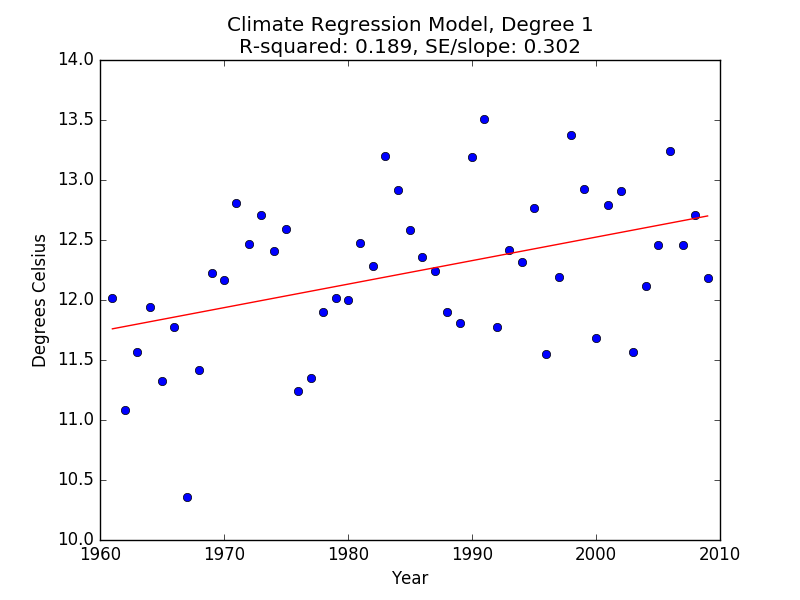 Climate Regression Model, Degree 1
R-squared: 0.189, SE/slope: 0.302
14.0
13.5
13.0
12.5
12.0
11.5
11.0
10.5
10.0
Degrees Celsius
1960 1970 1980 1990 2000 2010
Year